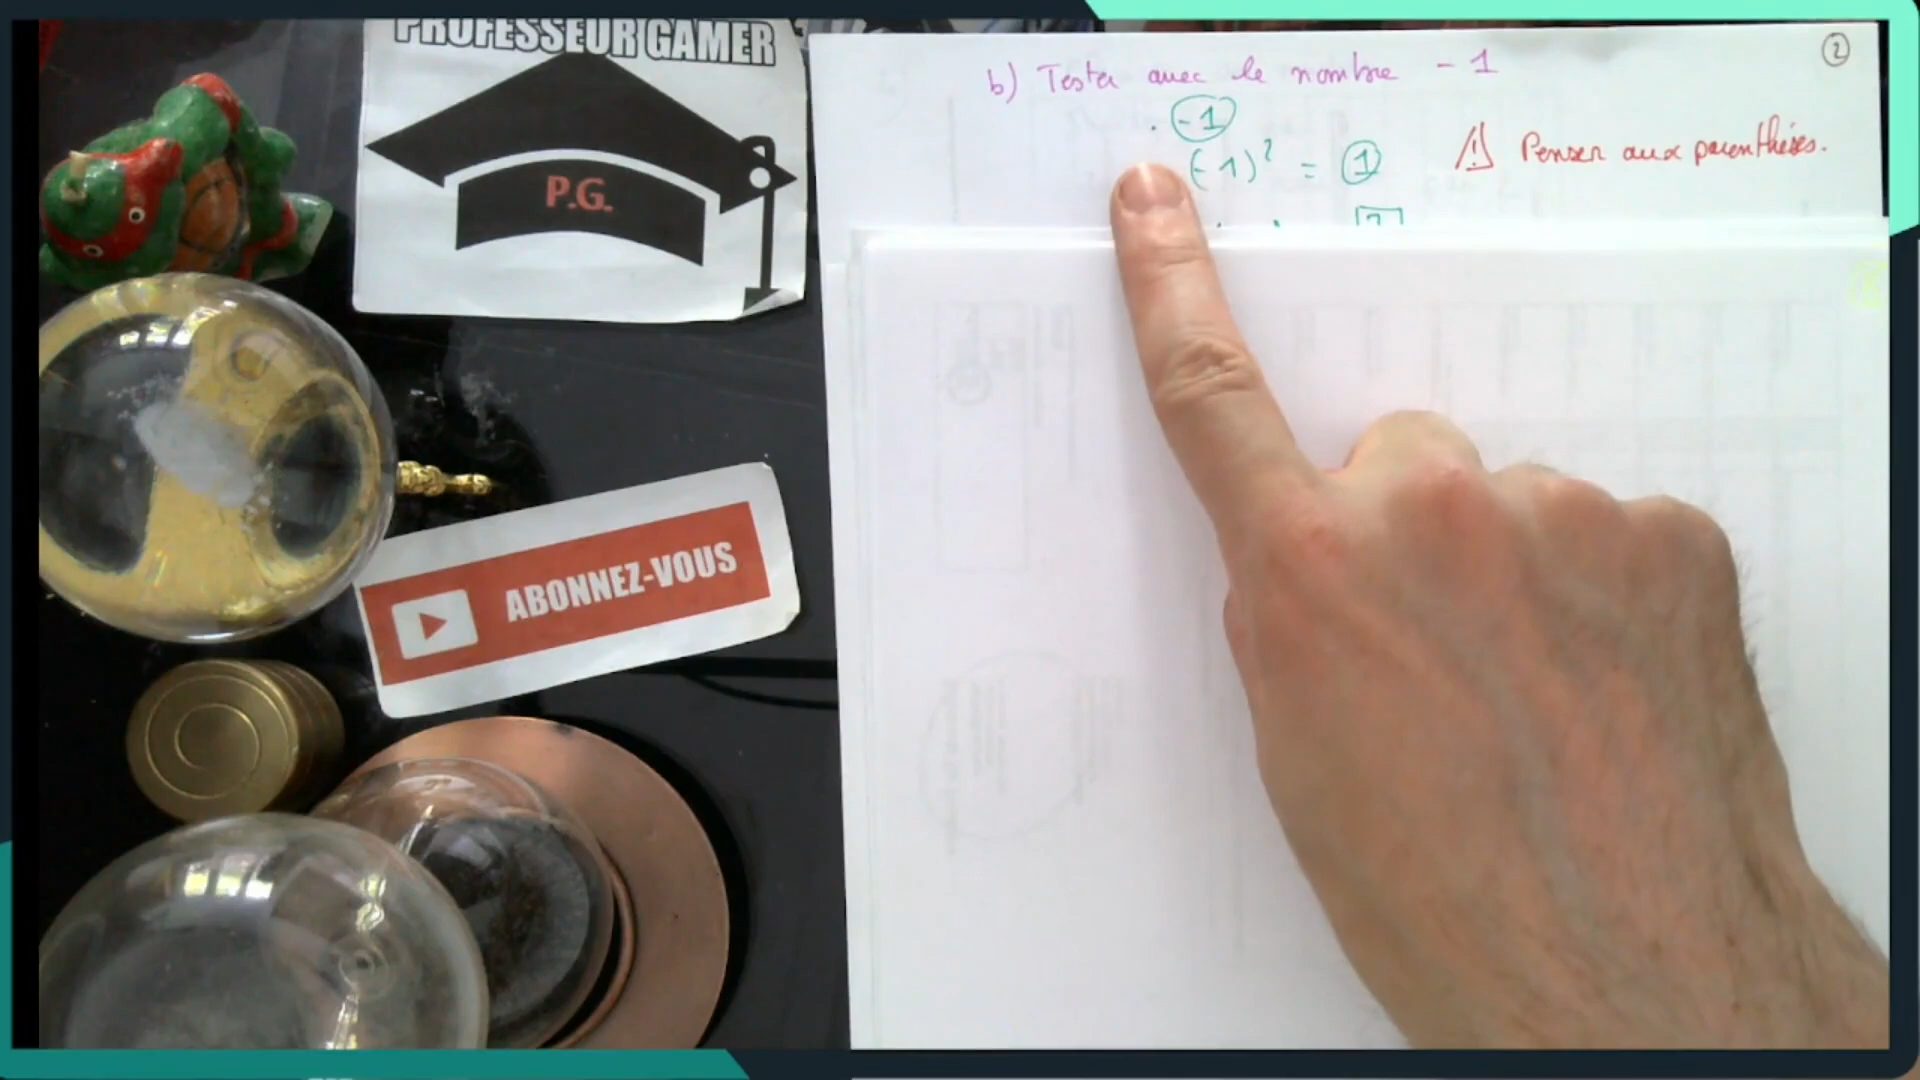 PROFESSEUR GAMER
P.G.
ABONNEZ-VOUS
2
b) Tester avec le nombre - 1
. -1
(-1)² = 1
⚠ Penser aux parenthèses.